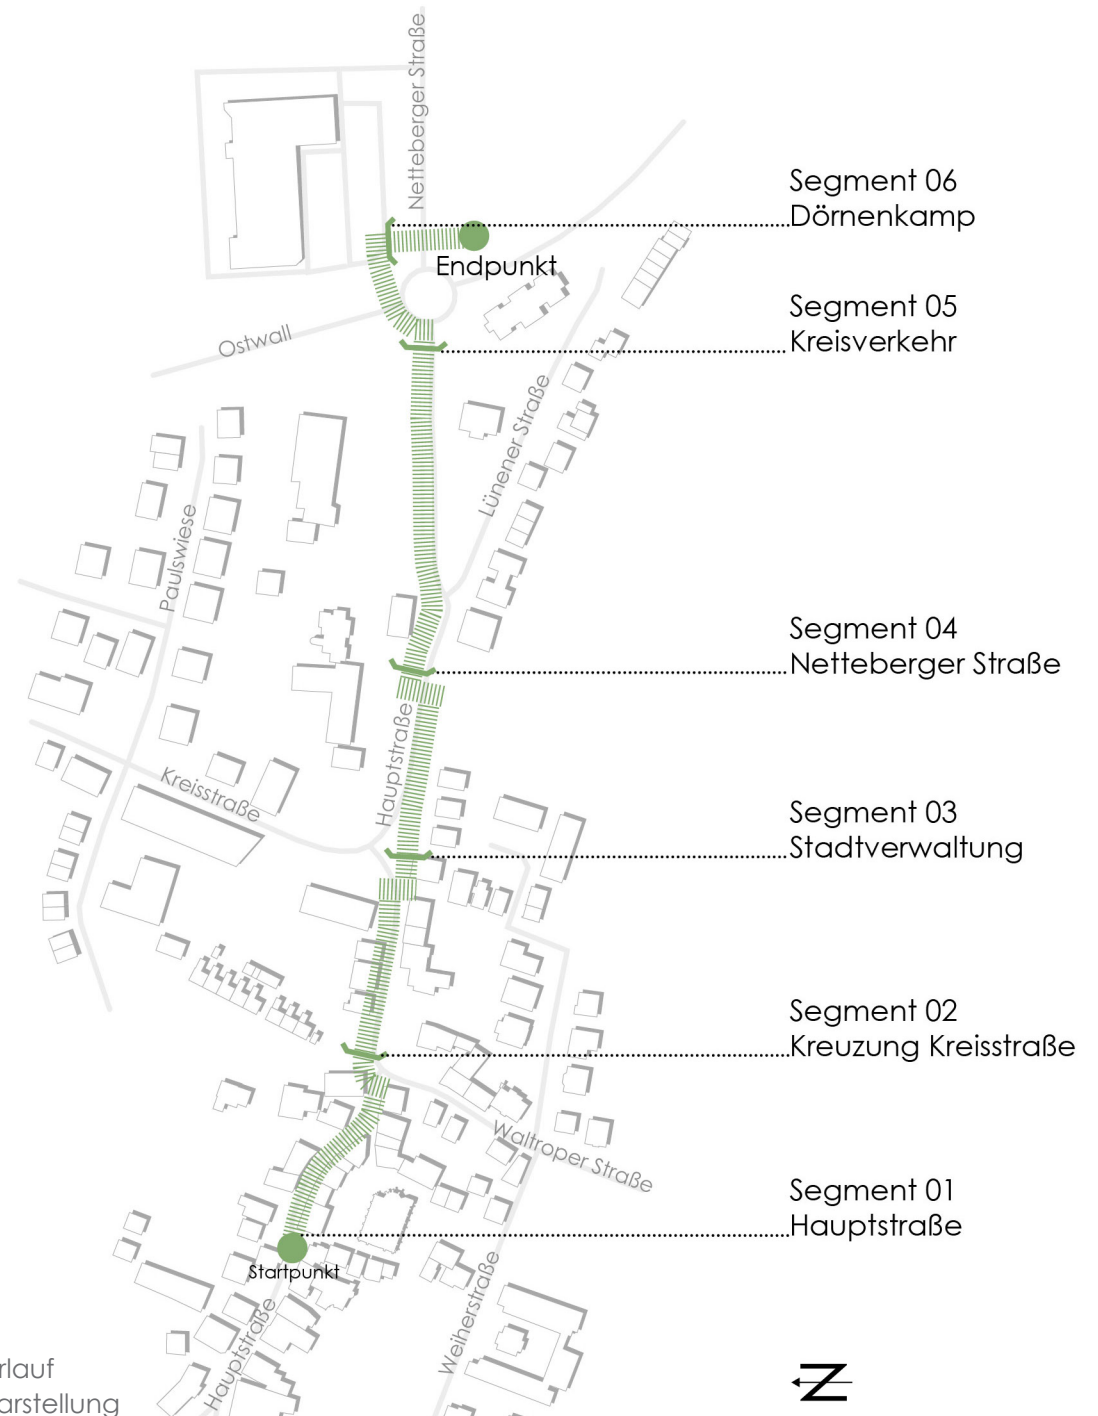 Netteberger Straße
Segment 06
Dörnenkamp
Endpunkt
Segment 05
Kreisverkehr
Ostwall
Lünener Straße
Paulswiese
Segment 04
Netteberger Straße
Hauptstraße
Kreisstraße
Segment 03
Stadtverwaltung
Segment 02
Kreuzung Kreisstraße
Waltroper Straße
Segment 01
Hauptstraße
Startpunkt
Weiherstraße
Hauptstraße
rlauf
arstellung
N